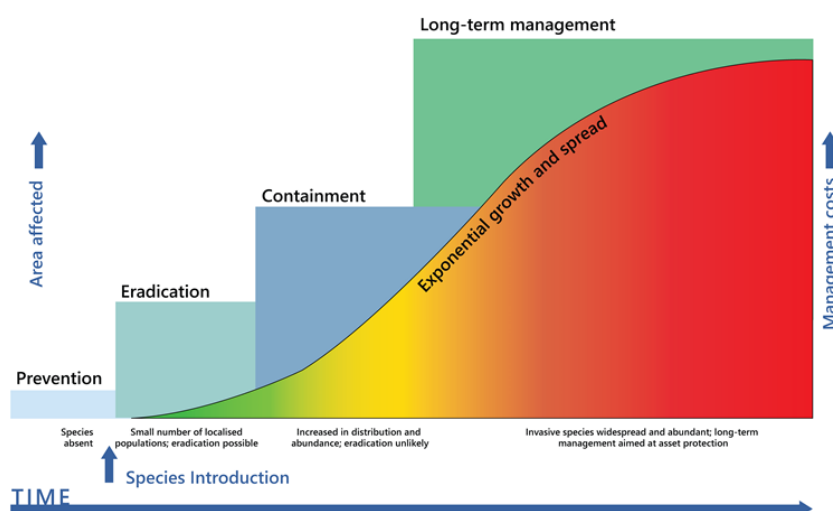 Long-term management
Exponential growth and spread
Containment
Eradication
Prevention
Area affected
Management costs
Species
absent
Small number of localised
populations; eradication possible
Increased in distribution and
abundance; eradication unlikely
Invasive species widespread and abundant; long-term
management aimed at asset protection
Species Introduction
TIME